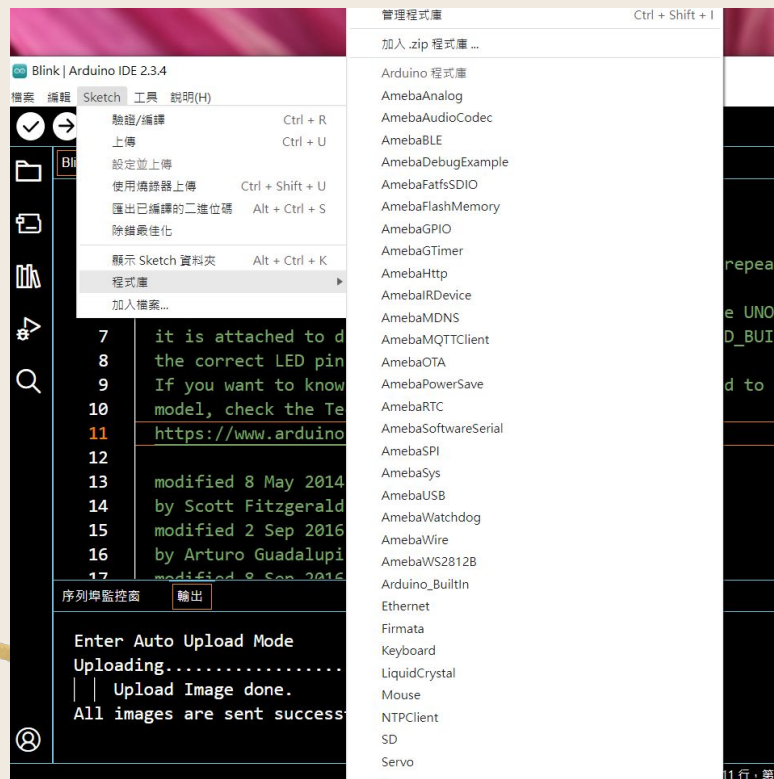 Blink | Arduino IDE 2.3.4
檔案 編輯 Sketch 工具 說明(H)
驗證/編譯 Ctrl + R
上傳 Ctrl + U
設定並上傳
使用燒錄器上傳 Ctrl + Shift + U
匯出已編譯的二進位碼 Alt + Ctrl + S
除錯最佳化
顯示 Sketch 資料夾 Alt + Ctrl + K
程式庫
加入檔案...
管理程式庫 Ctrl + Shift + I
加入 .zip 程式庫 ...
Arduino 程式庫
AmebaAnalog
AmebaAudioCodec
AmebaBLE
AmebaDebugExample
AmebaFatfsSDIO
AmebaFlashMemory
AmebaGPIO
AmebaGTimer
AmebaHttp
AmebaIRDevice
AmebaMDNS
AmebaMQTTClient
AmebaOTA
AmebaPowerSave
AmebaRTC
AmebaSoftwareSerial
AmebaSPI
AmebaSys
AmebaUSB
AmebaWatchdog
AmebaWire
AmebaWS2812B
Arduino_BuiltIn
Ethernet
Firmata
Keyboard
LiquidCrystal
Mouse
NTPClient
SD
Servo
Bli
repea
e UNO
7 it is attached to d D_BUI
8 the correct LED pin
9 If you want to know d to
10 model, check the Te
11 https://www.arduino
12
13 modified 8 May 2014
14 by Scott Fitzgerald
15 modified 2 Sep 2016
16 by Arturo Guadalupi
17 modified 8 Sep 2016
序列埠監控窗 輸出
Enter Auto Upload Mode
Uploading...................
Upload Image done.
All images are sent success
11 行，第